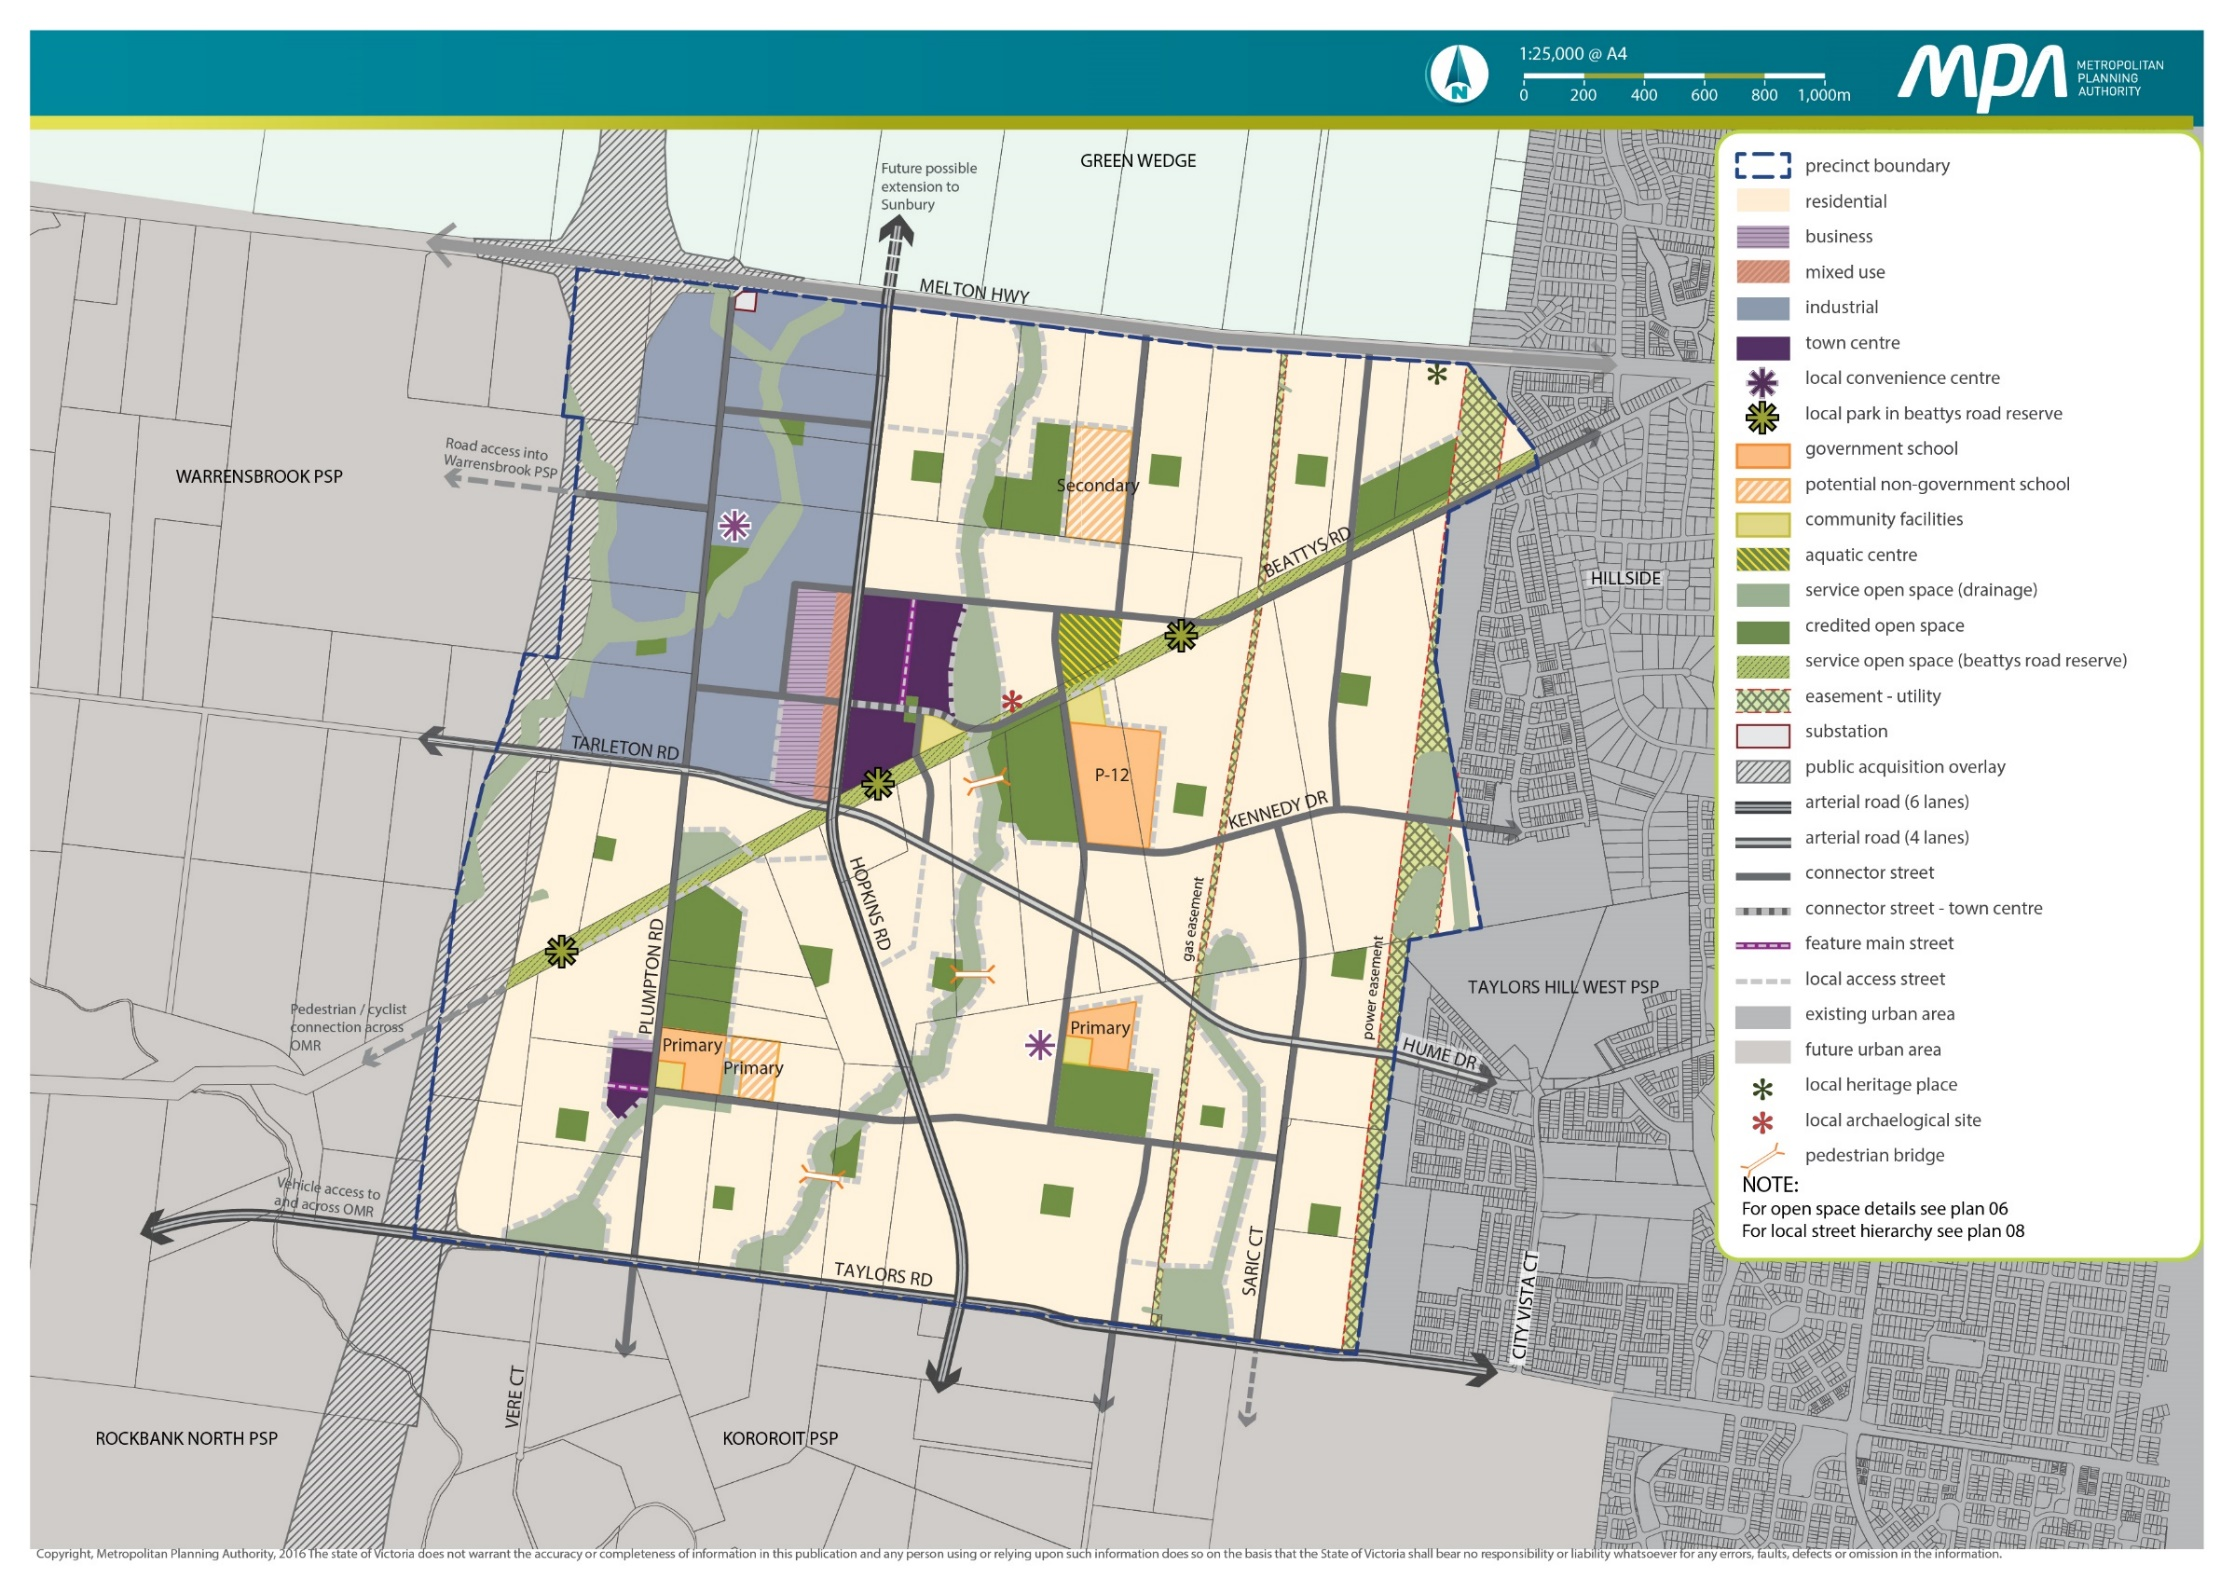 1:25,000 @ A4
0 200 400 600 800 1,000m
N
MPA
METROPOLITAN
PLANNING
AUTHORITY
GREEN WEDGE
Future possible
extension to
Sunbury
MELTON HWY
WARRENSBROOK PSP
Road access into
Warrensbrook PSP
Secondary
BEATTYS RD
HILLSIDE
TARLETON RD
P-12
KENNEDY DR
HOPKINS RD
gas easement
PLUMPTON RD
power easement
TAYLORS HILL WEST PSP
Pedestrian / cyclist
connection across
OMR
Primary
Primary
Primary
HUME DR
Vehicle access to
and across OMR
TAYLORS RD
SARIC CT
CITY VISTA CT
VERE CT
ROCKBANK NORTH PSP
KOROROIT PSP
precinct boundary
residential
business
mixed use
industrial
town centre
local convenience centre
local park in beattys road reserve
government school
potential non-government school
community facilities
aquatic centre
service open space (drainage)
credited open space
service open space (beattys road reserve)
easement - utility
substation
public acquisition overlay
arterial road (6 lanes)
arterial road (4 lanes)
connector street
connector street - town centre
feature main street
local access street
existing urban area
future urban area
local heritage place
local archaelogical site
pedestrian bridge
NOTE:
For open space details see plan 06
For local street hierarchy see plan 08
Copyright, Metropolitan Planning Authority, 2016 The state of Victoria does not warrant the accuracy or completeness of information in this publication and any person using or relying upon such information does so on the basis that the State of Victoria shall bear no responsibility or liability whatsoever for any errors, faults, defects or omission in the information.